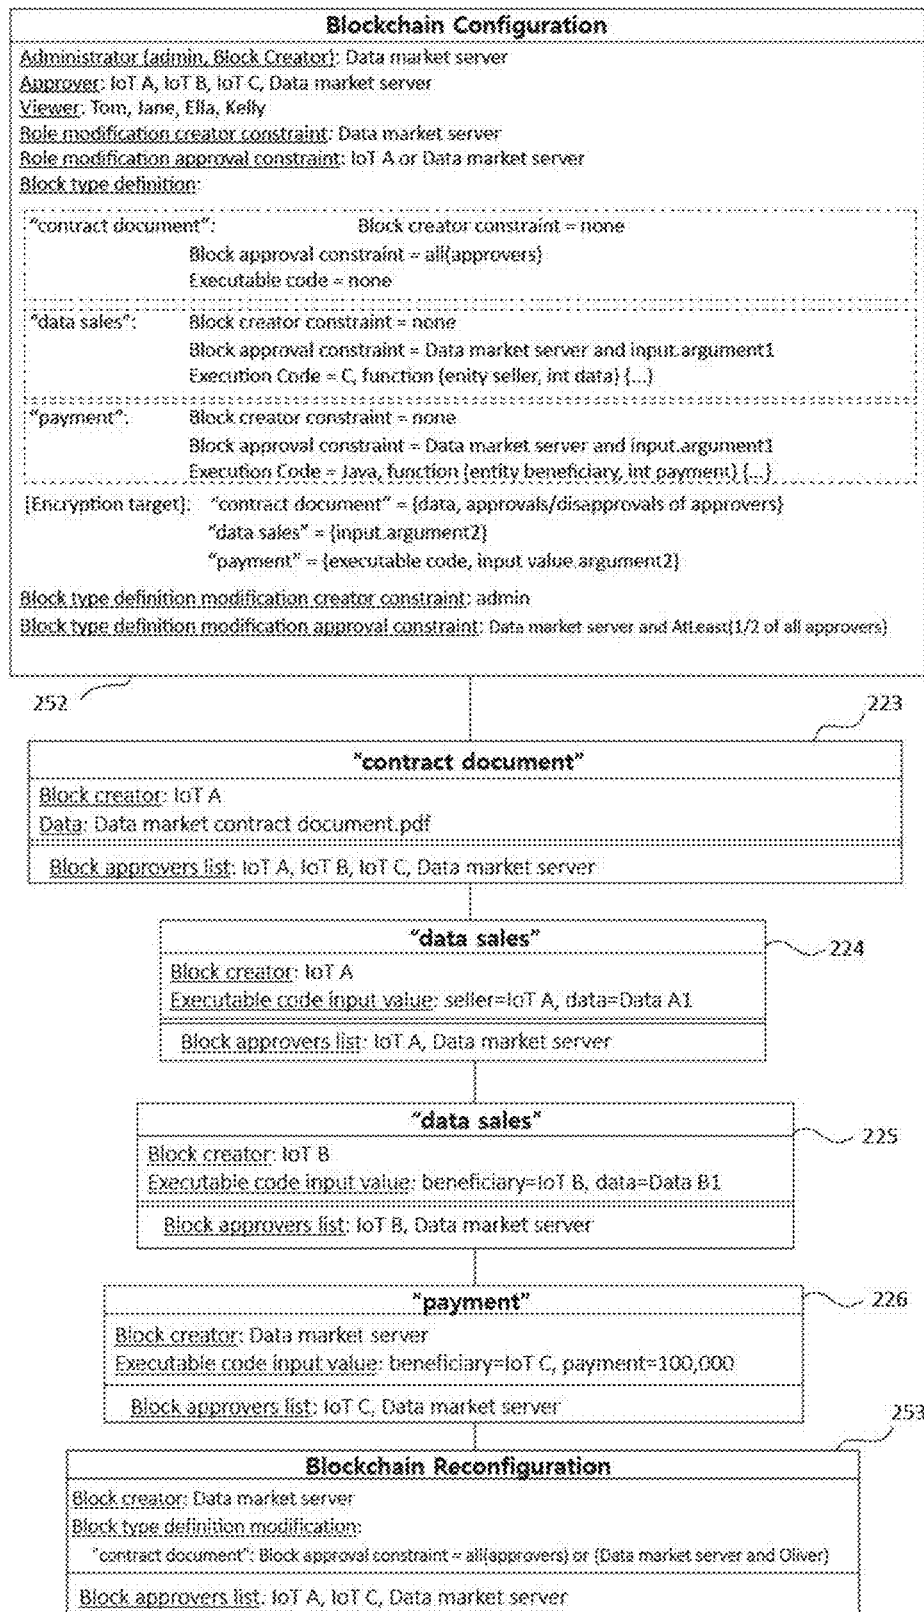 Blockchain Configuration
Administrator (admin, Block Creator): Data market server
Approver: IoT A, IoT B, IoT C, Data market server
Viewer: Tom, Jane, Ella, Kelly
Role modification creator constraint: Data market server
Role modification approval constraint: IoT A or Data market server
Block type definition:
"contract document": Block creator constraint = none
Block approval constraint = all(approvers)
Executable code = none
"data sales": Block creator constraint = none
Block approval constraint = Data market server and input.argument1
Execution Code = C, function (enity seller, int data) {...}
"payment": Block creator constraint = none
Block approval constraint = Data market server and input.argument1
Execution Code = Java, function (entity beneficiary, int payment) {...}
[Encryption target]: "contract document" = {data, approvals/disapprovals of approvers}
"data sales" = {input.argument2}
"payment" = {executable code, input value.argument2}
Block type definition modification creator constraint: admin
Block type definition modification approval constraint: Data market server and AtLeast(1/2 of all approvers)
252
223
"contract document"
Block creator: IoT A
Data: Data market contract document.pdf
Block approvers list: IoT A, IoT B, IoT C, Data market server
"data sales"
224
Block creator: IoT A
Executable code input value: seller=IoT A, data=Data A1
Block approvers list: IoT A, Data market server
"data sales"
225
Block creator: IoT B
Executable code input value: beneficiary=IoT B, data=Data B1
Block approvers list: IoT B, Data market server
"payment"
226
Block creator: Data market server
Executable code input value: beneficiary=IoT C, payment=100,000
Block approvers list: IoT C, Data market server
253
Blockchain Reconfiguration
Block creator: Data market server
Block type definition modification:
"contract document": Block approval constraint = all(approvers) or (Data market server and Oliver)
Block approvers list: IoT A, IoT C, Data market server